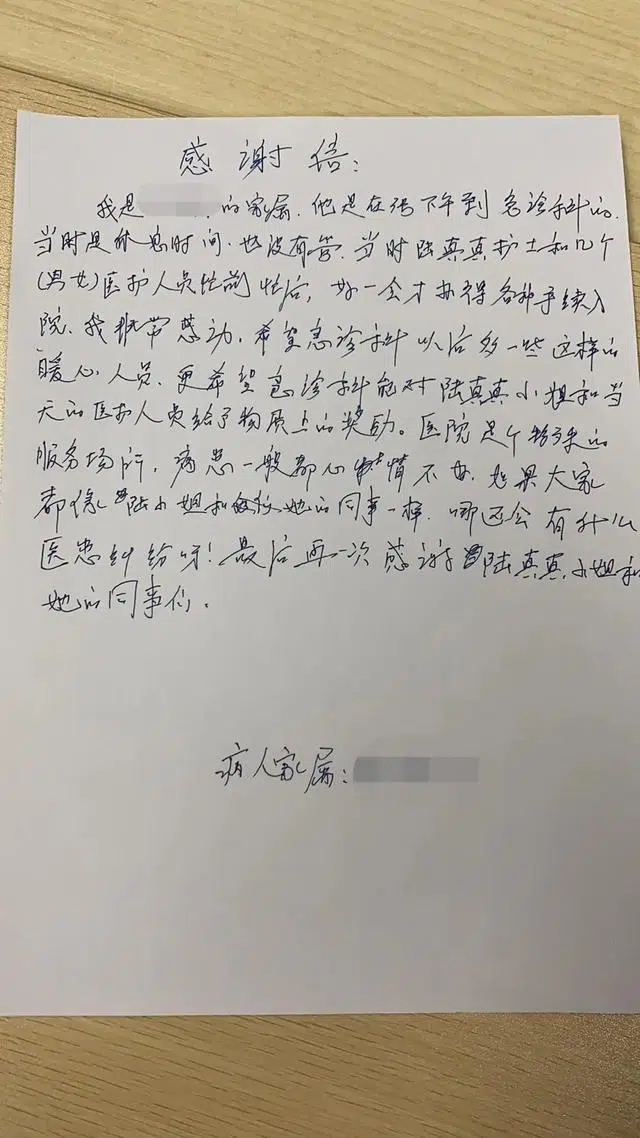 感谢信:
我是 的家属.他是在 下午到急诊科的.
当时是休息时间.也没有管.当时陆真真护士和几个
(男女)医护人员忙前忙后,好一会才办得各种手续入
院.我非常感动.希望急诊科以后多一些这样的
暖心人员.更希望急诊科能对陆真真小姐和当
天的医护人员给予物质上的奖励。医院是个特殊的
服务场所,病患一般都心情不好.如果大家
都像陆小姐和她的同事一样.哪还会有什么
医患纠纷呀!最后再一次感谢陆真真小姐和
她的同事们.
病人家属: